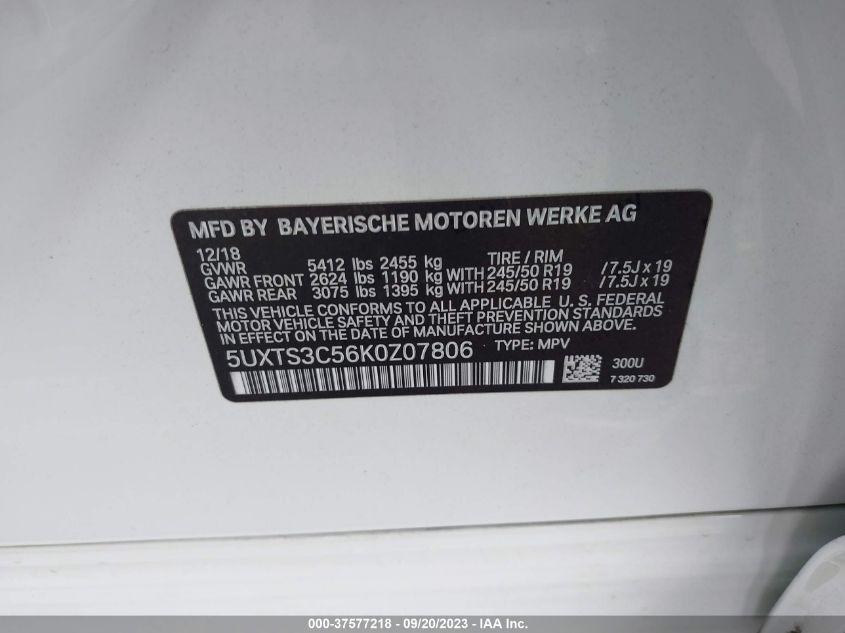 MFD BY BAYERISCHE MOTOREN WERKE AG
12/18
GVWR 5412 lbs 2455 kg TIRE / RIM
GAWR FRONT 2624 lbs 1190 kg WITH 245/50 R19 / 7.5J x 19
GAWR REAR 3075 lbs 1395 kg WITH 245/50 R19 / 7.5J x 19
THIS VEHICLE CONFORMS TO ALL APPLICABLE U. S. FEDERAL
MOTOR VEHICLE SAFETY AND THEFT PREVENTION STANDARDS
IN EFFECT ON THE DATE OF MANUFACTURE SHOWN ABOVE.
5UXTS3C56K0Z07806 TYPE: MPV
300U
7 320 730
000-37577218 - 09/20/2023 - © IAA Inc.